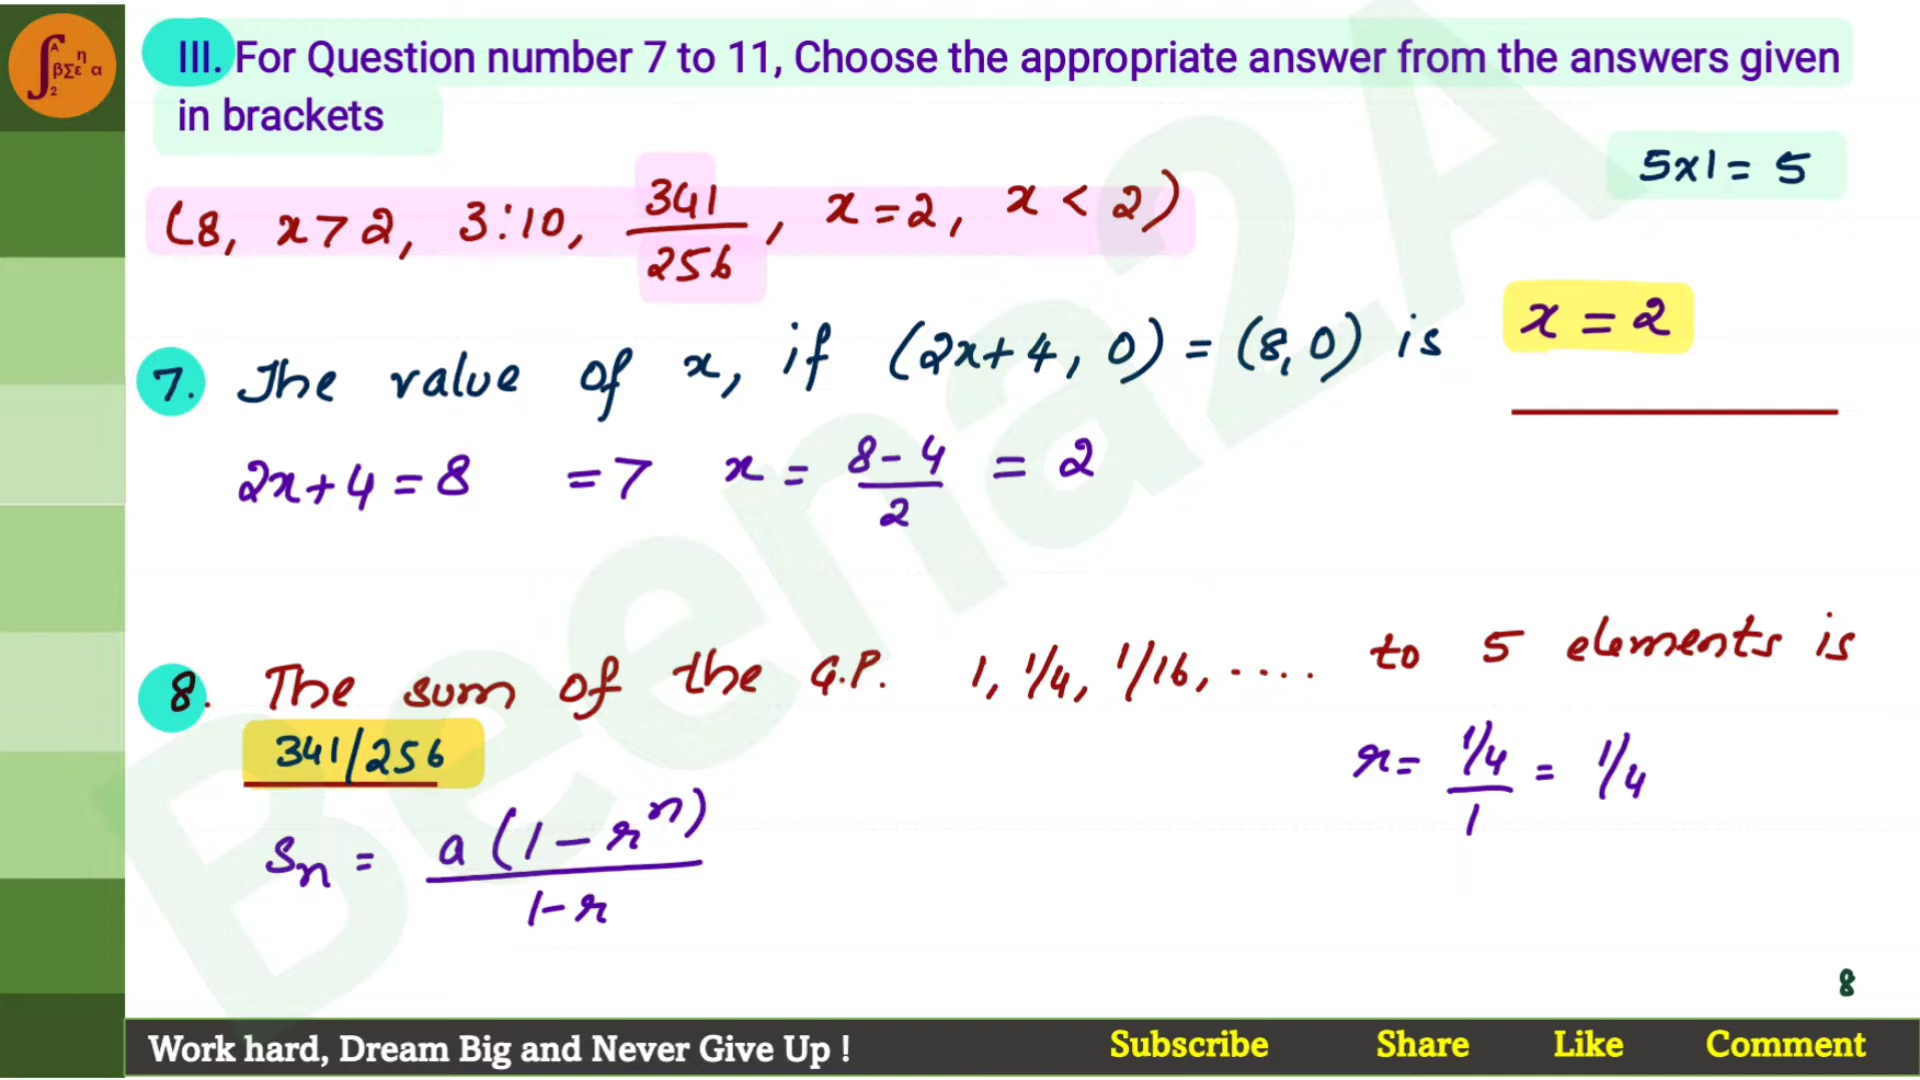 III. For Question number 7 to 11, Choose the appropriate answer from the answers given
in brackets
5x1 = 5
(8, x>2, 3:10, 341/256, x=2, x < 2)
7. The value of x, if (2x+4, 0) = (8,0) is x = 2
2x+4 = 8 =7 x = 8-4/2 = 2
8. The sum of the G.P. 1, 1/4, 1/16, .... to 5 elements is
341/256
r = 1/4/1 = 1/4
Sn = a(1-r^n)/1-r
8
Work hard, Dream Big and Never Give Up ! Subscribe Share Like Comment
Beena2A